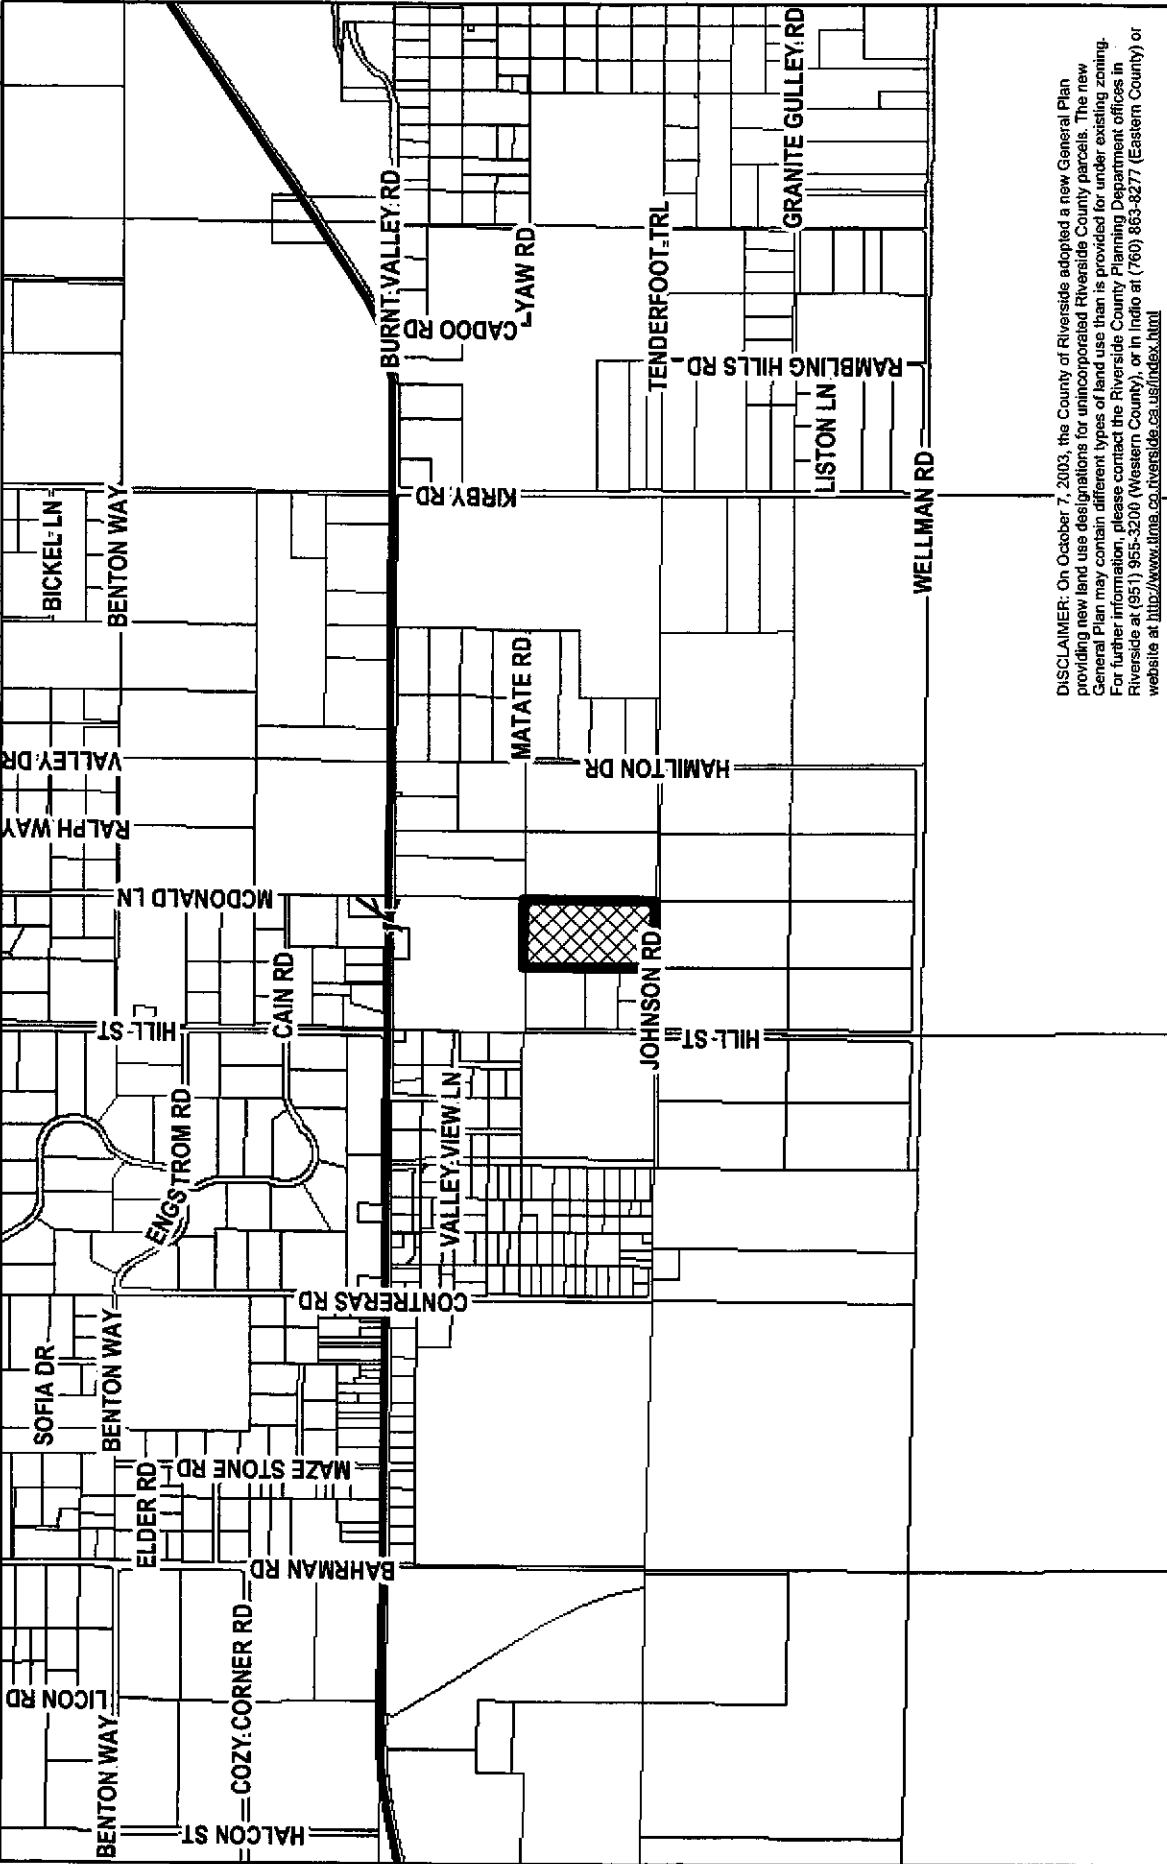 BICKEL LN
BENTON WAY
VALLEY DR
RALPH WAY
MCDONALD LN
HILL ST
CAIN RD
ENGSTROM RD
SOFIA DR
BENTON WAY
ELDER RD
MAZE STONE RD
CONTRERAS RD
LICON RD
BENTON WAY
COZY CORNER RD
HALCON ST
BAHRMAN RD
BURNT VALLEY RD
CADOO RD
YAW RD
KIRBY RD
TENDERFOOT TRL
GRANITE GULLEY RD
RAMBLING HILLS RD
LISTON LN
WELLMAN RD
MATATE RD
HAMILTON DR
JOHNSON RD
HILL ST
VALLEY VIEW LN
DISCLAIMER: On October 7, 2003, the County of Riverside adopted a new General Plan
providing new land use designations for unincorporated Riverside County parcels. The new
General Plan may contain different types of land use than is provided for under existing zoning.
For further information, please contact the Riverside County Planning Department offices in
Riverside at (951) 955-3200 (Western County), or in Indio at (760) 863-8277 (Eastern County) or
website at http://www.tlma.co.riverside.ca.us/index.html